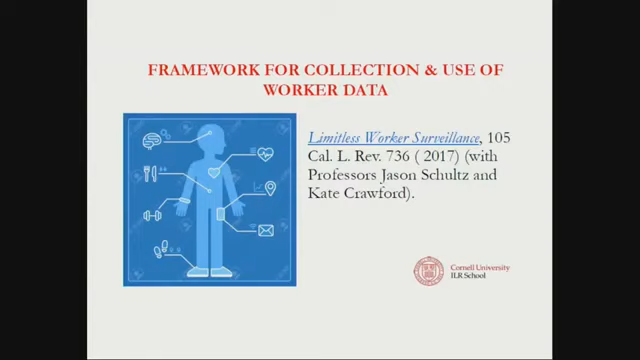 FRAMEWORK FOR COLLECTION & USE OF
WORKER DATA
Limitless Worker Surveillance, 105
Cal. L. Rev. 736 ( 2017) (with
Professors Jason Schultz and
Kate Crawford).
Cornell University
ILR School